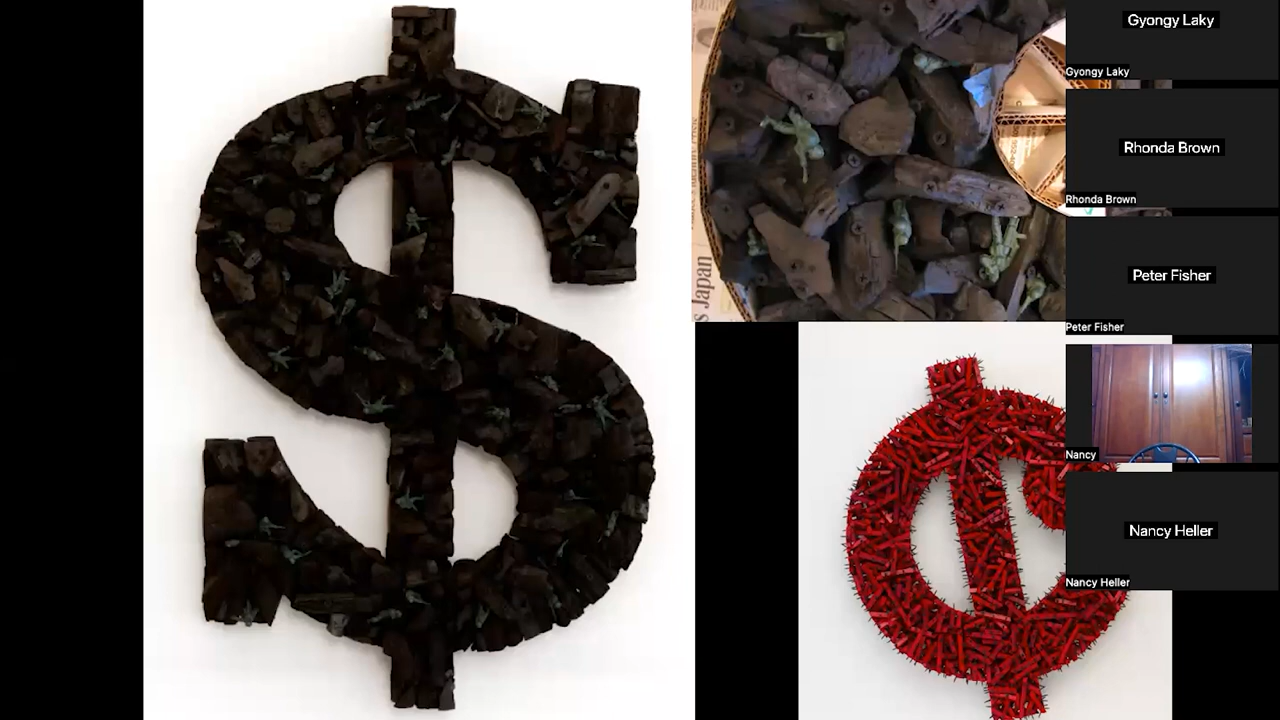 s Japan
Gyongy Laky
Gyongy Laky
Rhonda Brown
Rhonda Brown
Peter Fisher
Peter Fisher
Nancy
Nancy Heller
Nancy Heller